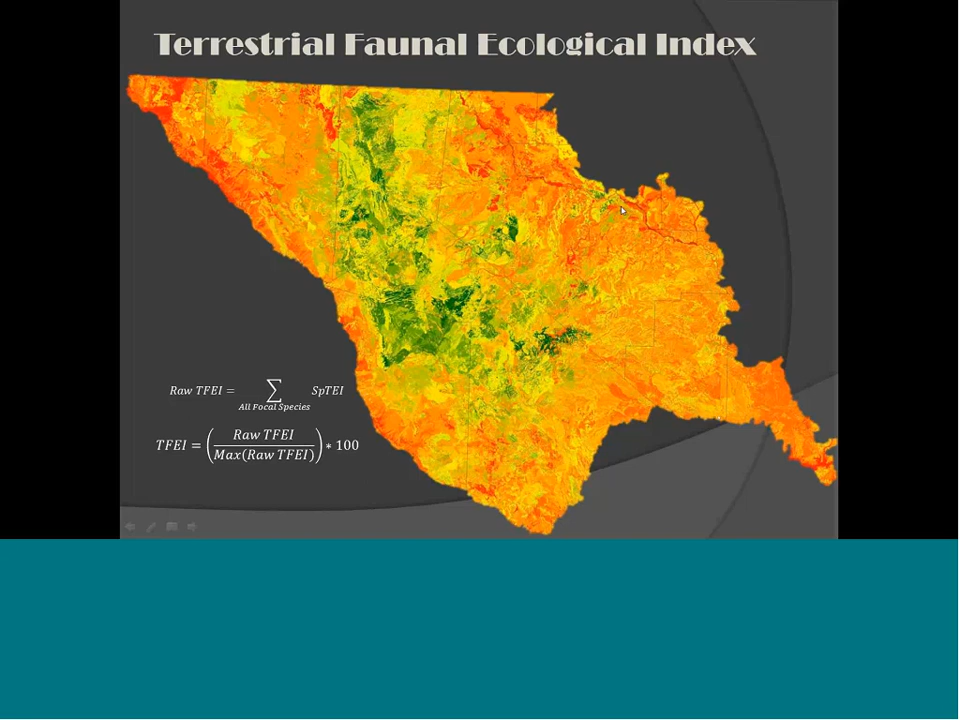 Terrestrial Faunal Ecological Index
Raw TFEI = ∑ SpTEI
All Focal Species
TFEI = (Raw TFEI / Max(Raw TFEI)) * 100